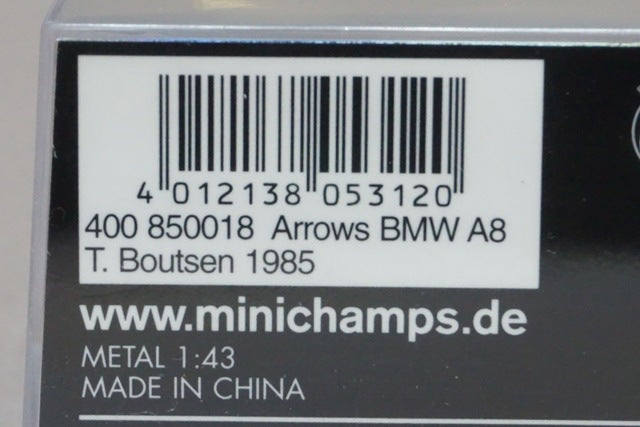 4 012138 053120
400 850018 Arrows BMW A8
T. Boutsen 1985
www.minichamps.de
METAL 1:43
MADE IN CHINA